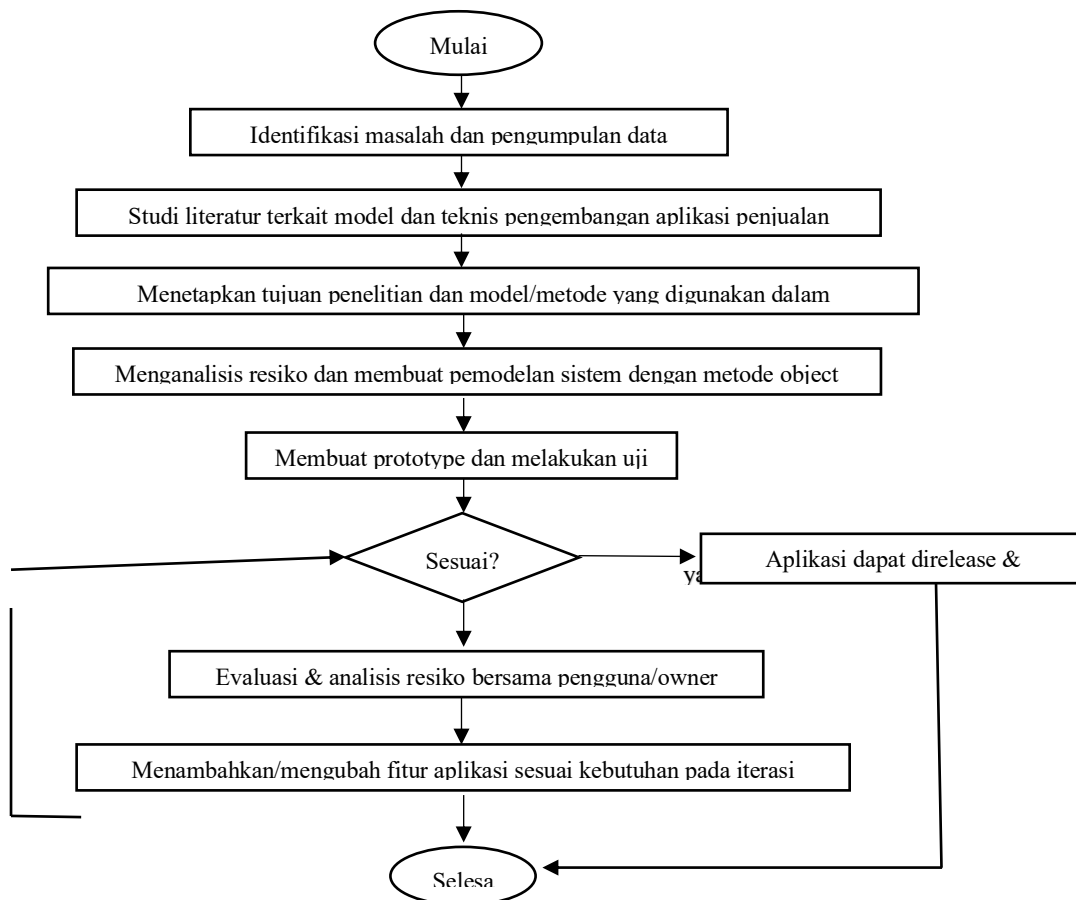 Mulai
Identifikasi masalah dan pengumpulan data
Studi literatur terkait model dan teknis pengembangan aplikasi penjualan
Menetapkan tujuan penelitian dan model/metode yang digunakan dalam
Menganalisis resiko dan membuat pemodelan sistem dengan metode object
Membuat prototype dan melakukan uji
Sesuai?
ya
Aplikasi dapat direlease &
Evaluasi & analisis resiko bersama pengguna/owner
Menambahkan/mengubah fitur aplikasi sesuai kebutuhan pada iterasi
Selesa